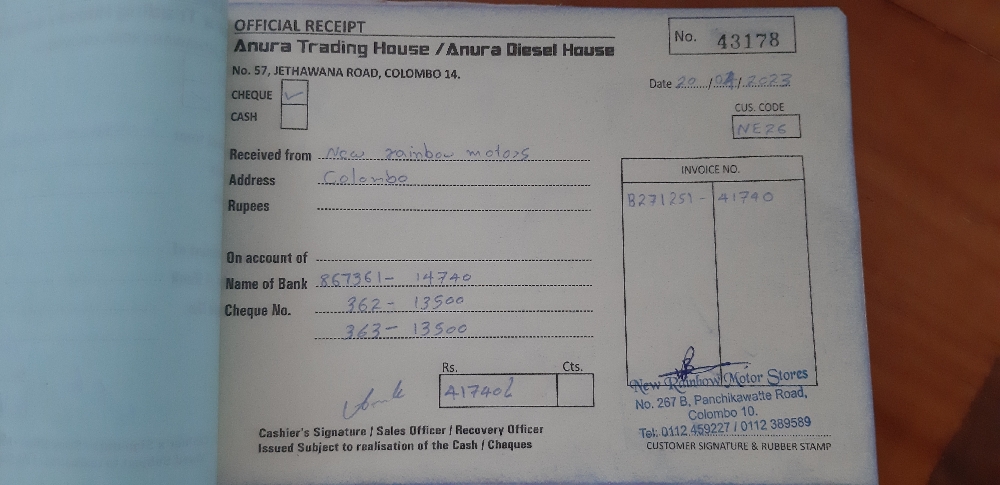 OFFICIAL RECEIPT
No. 43178
Anura Trading House / Anura Diesel House
No. 57, JETHAWANA ROAD, COLOMBO 14.
Date 20 / 04 / 2023
CHEQUE ✓
CASH
CUS. CODE
NE26
Received from New rainbow motors
Address Colombo
Rupees
INVOICE NO.
B271251 - 41740
On account of
Name of Bank 867361 - 14740
Cheque No. 362 - 13500
363 - 13500
Rs. Cts.
41740
Cashier's Signature / Sales Officer / Recovery Officer
Issued Subject to realisation of the Cash / Cheques
New Rainbow Motor Stores
No. 267 B, Panchikawatte Road,
Colombo 10.
Tel: 0112 459227 / 0112 389589
CUSTOMER SIGNATURE & RUBBER STAMP